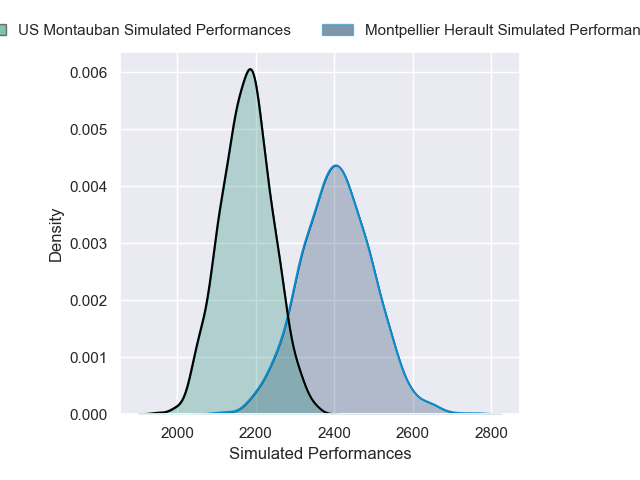 US Montauban Simulated Performances Montpellier Herault Simulated Performan
0.006
0.005
0.004
0.003
0.002
0.001
0.000
Density
2000 2200 2400 2600 2800
Simulated Performances